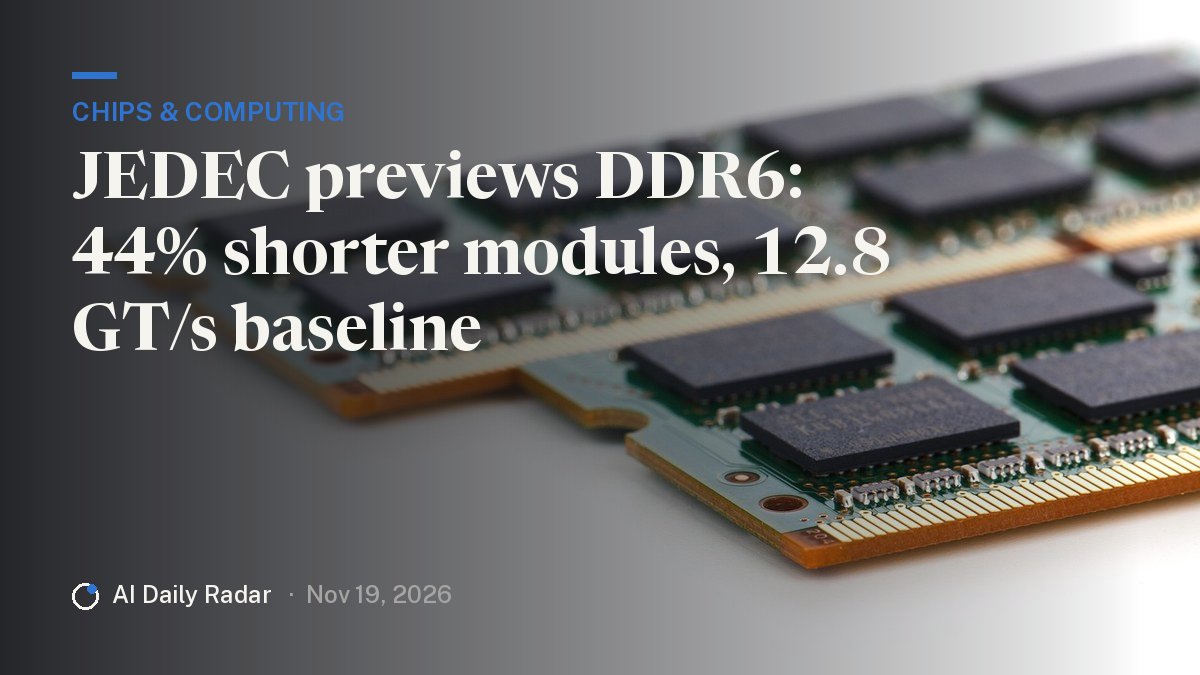 CHIPS & COMPUTING
JEDEC previews DDR6:
44% shorter modules, 12.8
GT/s baseline
AI Daily Radar · Nov 19, 2026